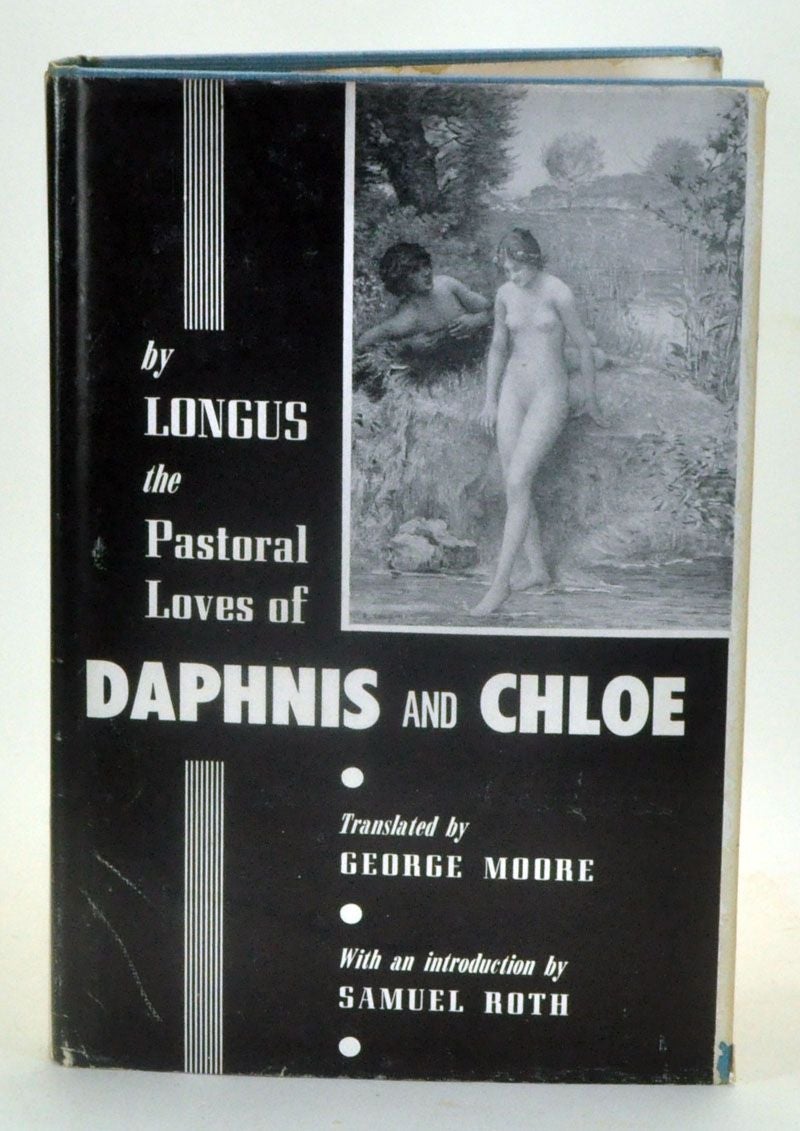 by
LONGUS
the
Pastoral
Loves of
DAPHNIS AND CHLOE
Translated by
GEORGE MOORE
With an introduction by
SAMUEL ROTH